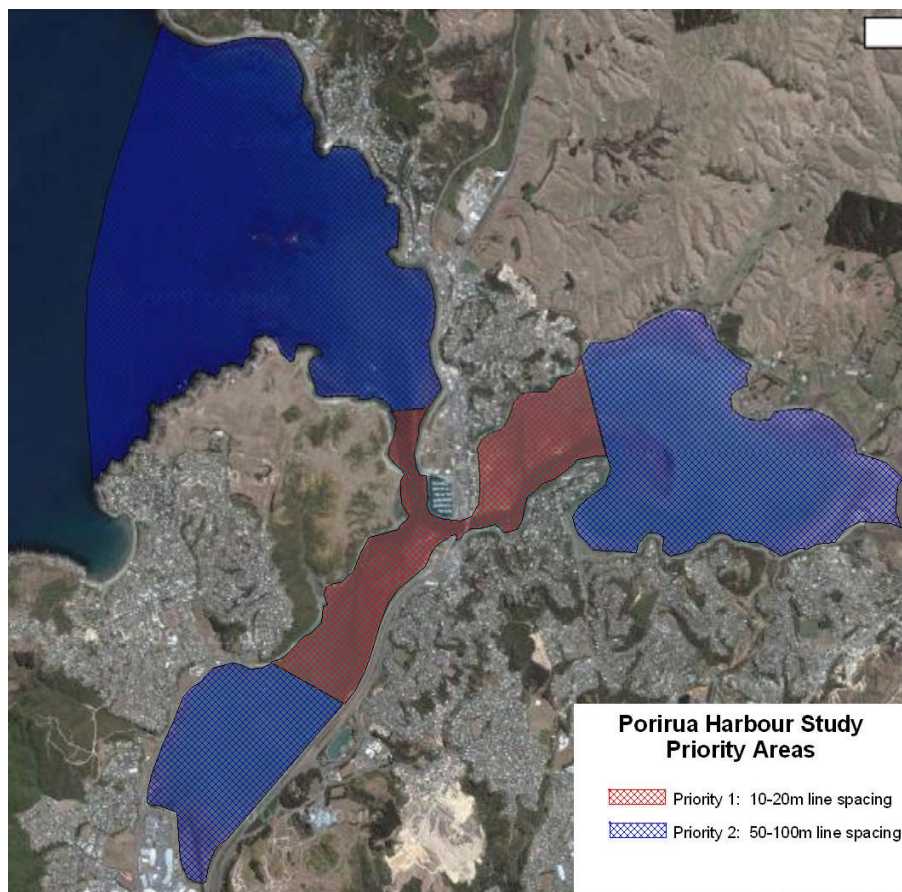 Porirua Harbour Study
Priority Areas
Priority 1: 10-20m line spacing
Priority 2: 50-100m line spacing